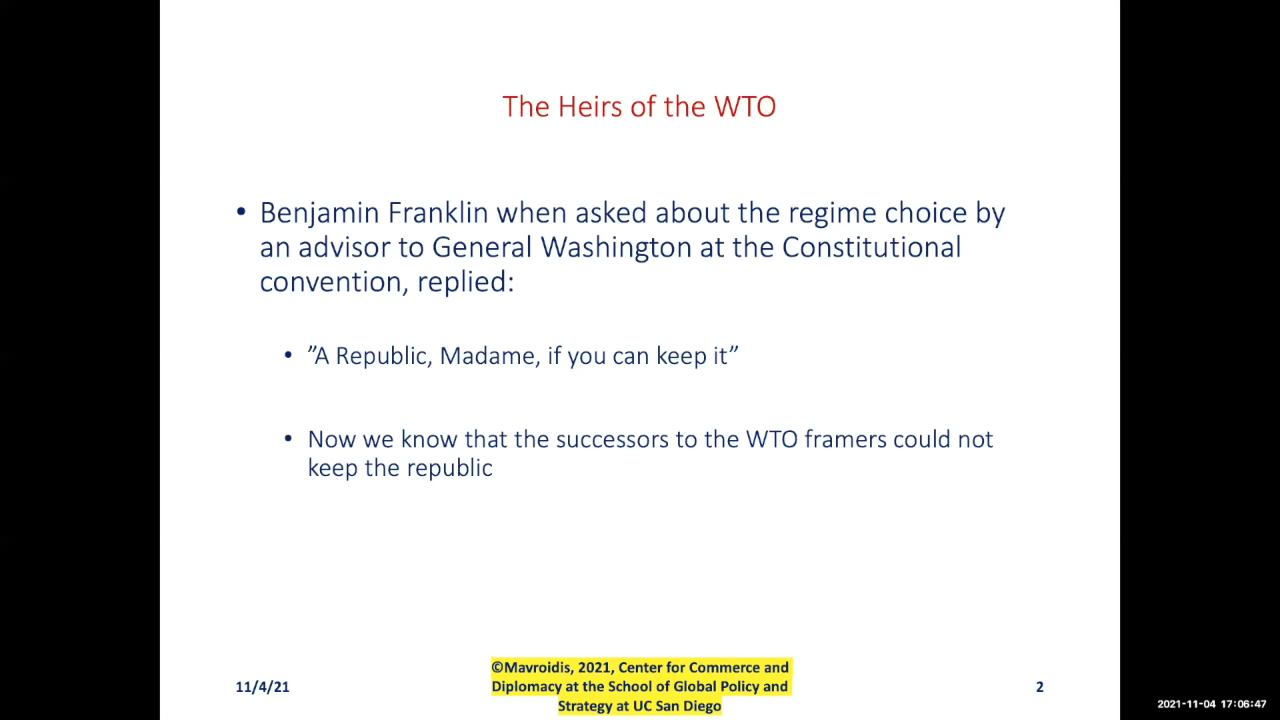 The Heirs of the WTO
• Benjamin Franklin when asked about the regime choice by
an advisor to General Washington at the Constitutional
convention, replied:
• ”A Republic, Madame, if you can keep it”
• Now we know that the successors to the WTO framers could not
keep the republic
11/4/21
©Mavroidis, 2021, Center for Commerce and
Diplomacy at the School of Global Policy and
Strategy at UC San Diego
2
2021-11-04 17:06:47